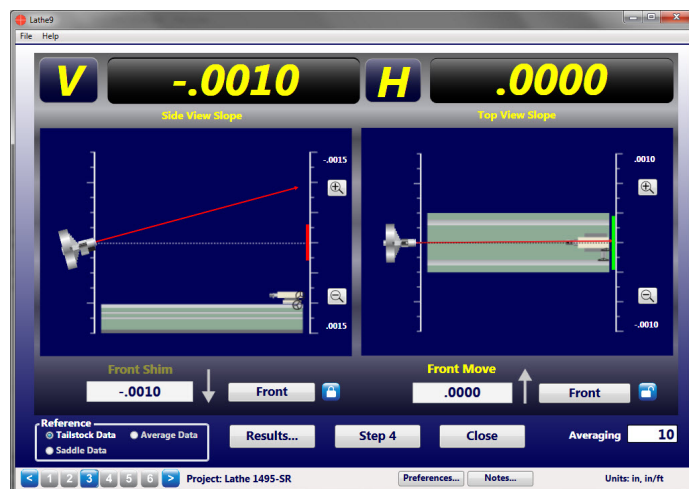 Lathe9
File Help
V -.0010 H .0000
Side View Slope Top View Slope
-.0015 .0010
.0015 -.0010
Front Shim Front Move
-.0010 Front .0000 Front
Reference
Tailstock Data Average Data
Saddle Data
Results... Step 4 Close Averaging 10
< 1 2 3 4 5 6 > Project: Lathe 1495-SR Preferences... Notes... Units: in, in/ft